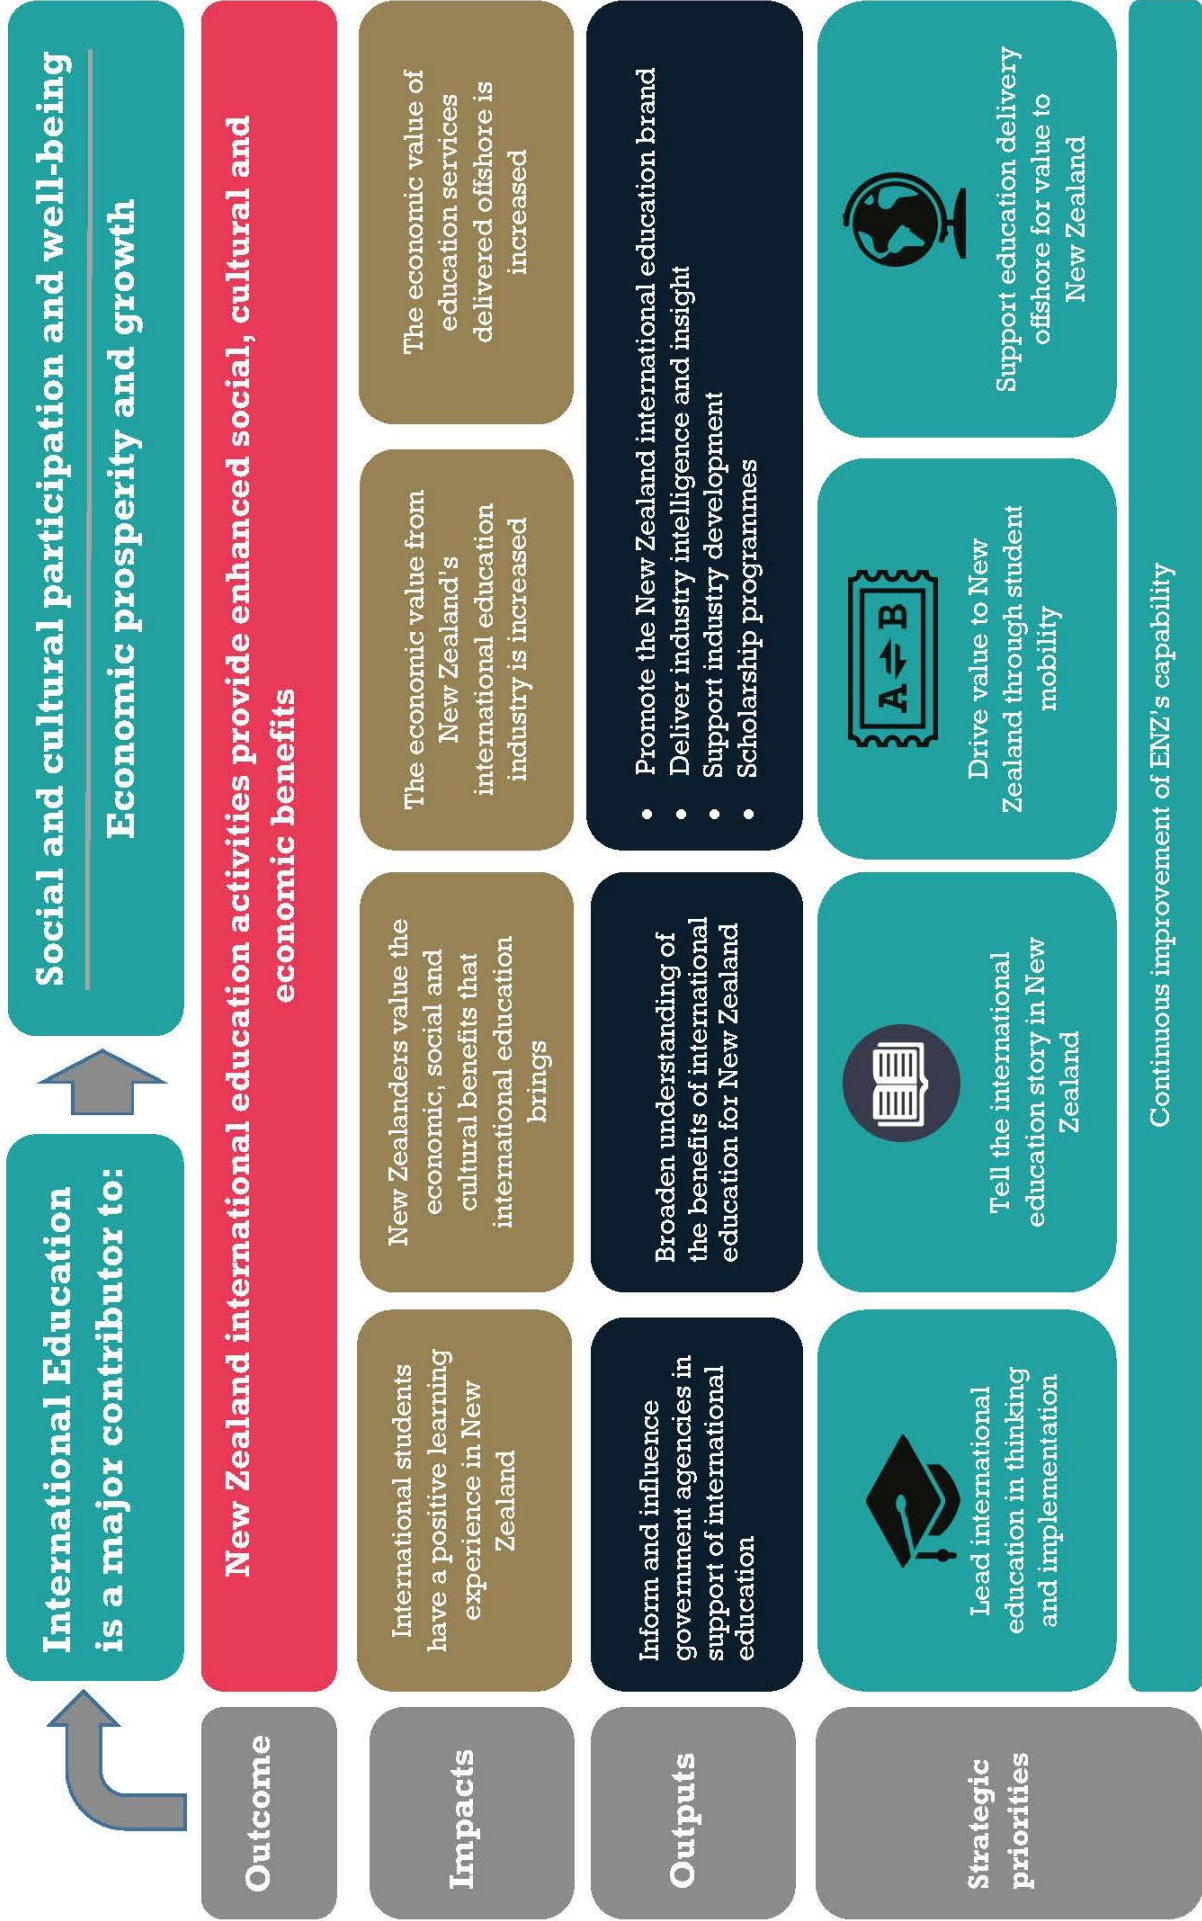 International Education
is a major contributor to:
Social and cultural participation and well-being
Economic prosperity and growth
Outcome
New Zealand international education activities provide enhanced social, cultural and
economic benefits
Impacts
International students
have a positive learning
experience in New
Zealand
New Zealanders value the
economic, social and
cultural benefits that
international education
brings
The economic value from
New Zealand's
international education
industry is increased
The economic value of
education services
delivered offshore is
increased
Outputs
Inform and influence
government agencies in
support of international
education
Broaden understanding of
the benefits of international
education for New Zealand
• Promote the New Zealand international education brand
• Deliver industry intelligence and insight
• Support industry development
• Scholarship programmes
Strategic
priorities
Lead international
education in thinking
and implementation
Tell the international
education story in New
Zealand
A ⇌ B
Drive value to New
Zealand through student
mobility
Support education delivery
offshore for value to
New Zealand
Continuous improvement of ENZ's capability